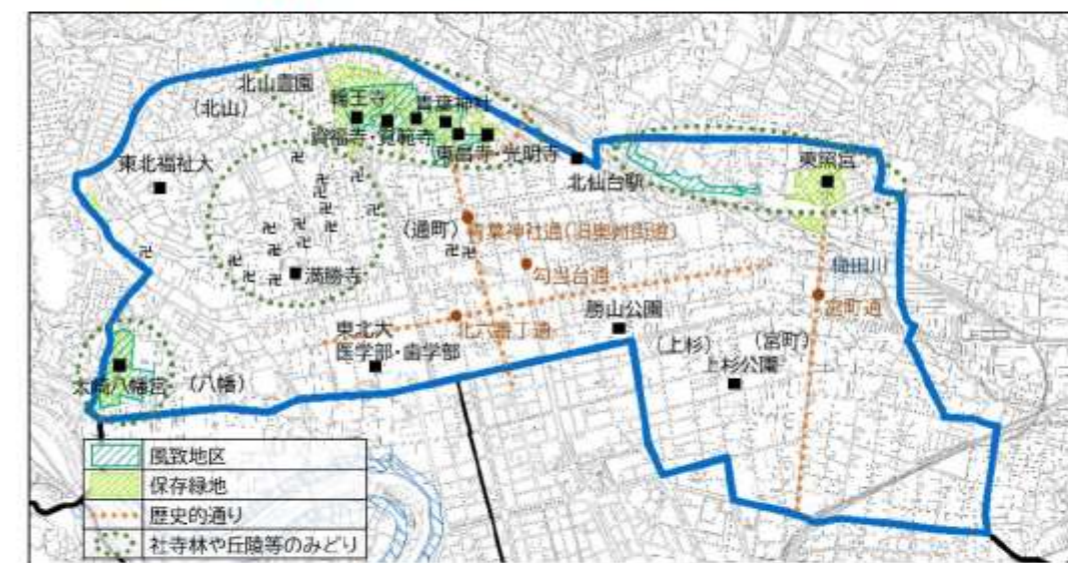 北山霊園
(北山)
輪王寺
青葉神社
資福寺・覚範寺
東昌寺・光明寺
北仙台駅
東照宮
東北福祉大
(通町)
青葉神社通(旧奥州街道)
勾当台通
満勝寺
梅田川
宮町通
北六番丁通
勝山公園
東北大
医学部・歯学部
(上杉)
(宮町)
上杉公園
大崎八幡宮
(八幡)
風致地区
保存緑地
歴史的通り
社寺林や丘陵等のみどり